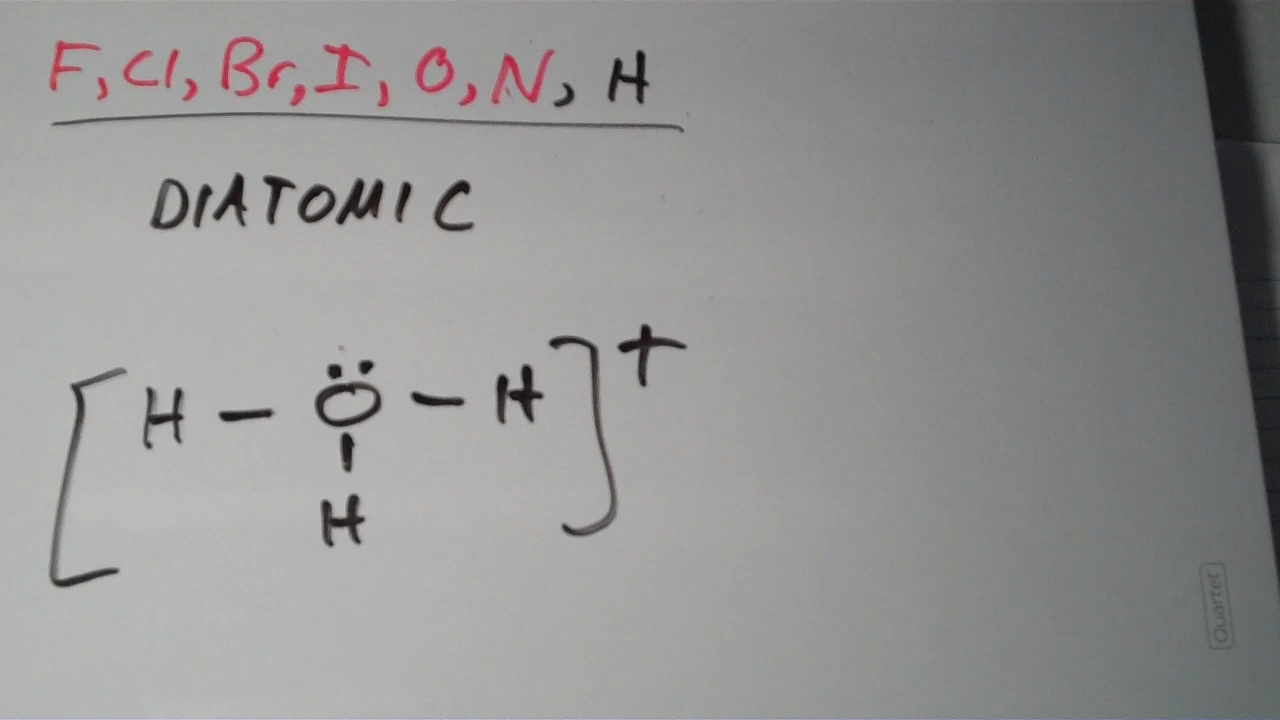 F, Cl, Br, I, O, N, H
DIATOMIC
[H - Ö - H]+
H
Quartet